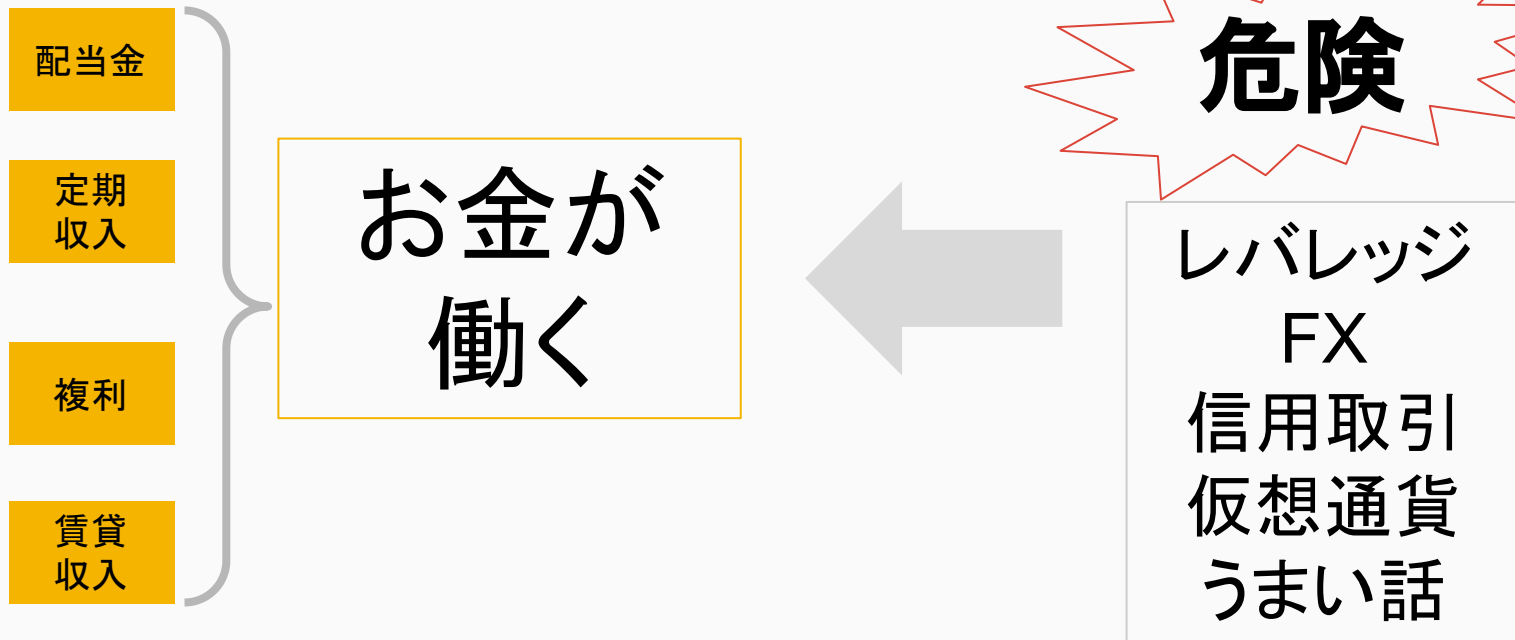 配当金
定期
収入
複利
賃貸
収入
お金が
働く
危険
レバレッジ
FX
信用取引
仮想通貨
うまい話